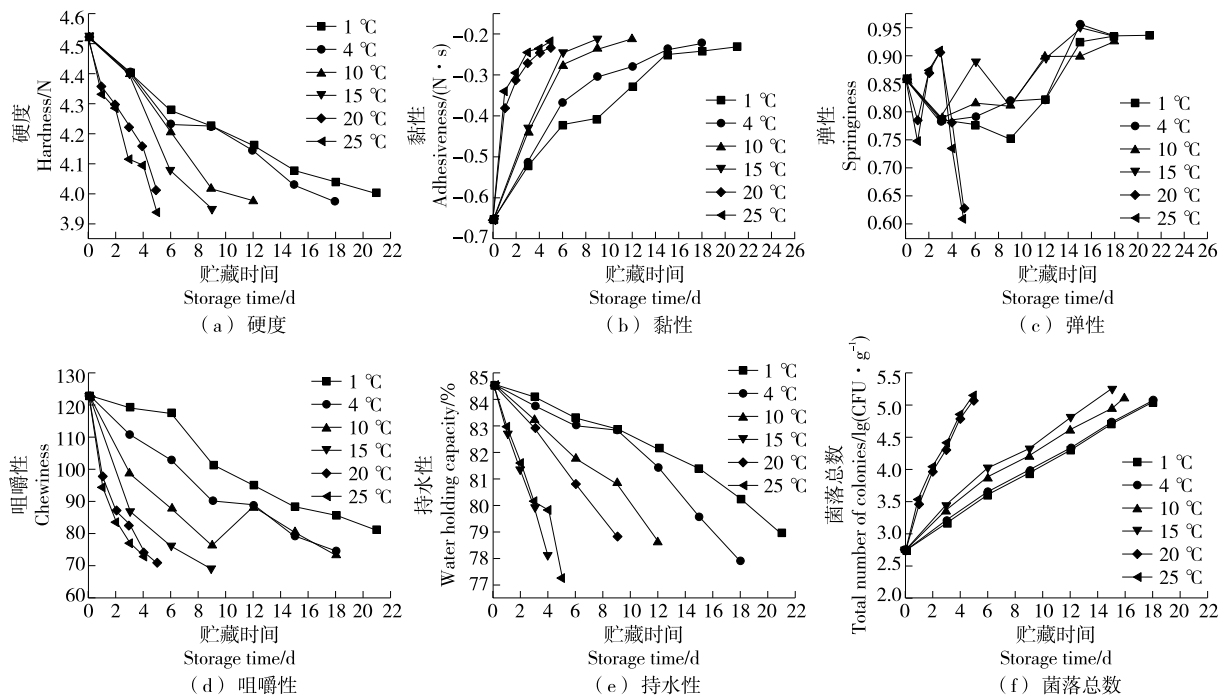 4.6
4.5
4.4
4.3
4.2
4.1
4.0
3.9
硬度
Hardness/N
1 ℃
4 ℃
10 ℃
15 ℃
20 ℃
25 ℃
0 2 4 6 8 10 12 14 16 18 20 22
贮藏时间
Storage time/d
(a) 硬度
-0.2
-0.3
-0.4
-0.5
-0.6
-0.7
黏性
Adhesiveness/(N·s)
1 ℃
4 ℃
10 ℃
15 ℃
20 ℃
25 ℃
0 2 4 6 8 10 12 14 16 18 20 22 24 26
贮藏时间
Storage time/d
(b) 黏性
0.95
0.90
0.85
0.80
0.75
0.70
0.65
0.60
弹性
Springiness
1 ℃
4 ℃
10 ℃
15 ℃
20 ℃
25 ℃
0 2 4 6 8 10 12 14 16 18 20 22 24 26
贮藏时间
Storage time/d
(c) 弹性
130
120
110
100
90
80
70
60
咀嚼性
Chewiness
1 ℃
4 ℃
10 ℃
15 ℃
20 ℃
25 ℃
0 2 4 6 8 10 12 14 16 18 20 22
贮藏时间
Storage time/d
(d) 咀嚼性
85
84
83
82
81
80
79
78
77
持水性
Water holding capacity/%
1 ℃
4 ℃
10 ℃
15 ℃
20 ℃
25 ℃
0 2 4 6 8 10 12 14 16 18 20 22
贮藏时间
Storage time/d
(e) 持水性
5.5
5.0
4.5
4.0
3.5
3.0
2.5
2.0
菌落总数
Total number of colonies/lg(CFU·g⁻¹)
1 ℃
4 ℃
10 ℃
15 ℃
20 ℃
25 ℃
0 2 4 6 8 10 12 14 16 18 20 22
贮藏时间
Storage time/d
(f) 菌落总数